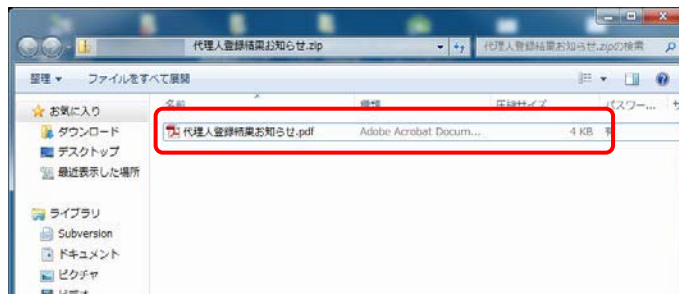 代理人登録結果お知らせ.zip
代理人登録結果お知らせ.zipの検索
整理 ファイルをすべて展開
名前 種類 圧縮サイズ パスワー...
お気に入り
代理人登録結果お知らせ.pdf Adobe Acrobat Docum... 4 KB 有
ダウンロード
デスクトップ
最近表示した場所
ライブラリ
Subversion
ドキュメント
ピクチャ
ビデオ